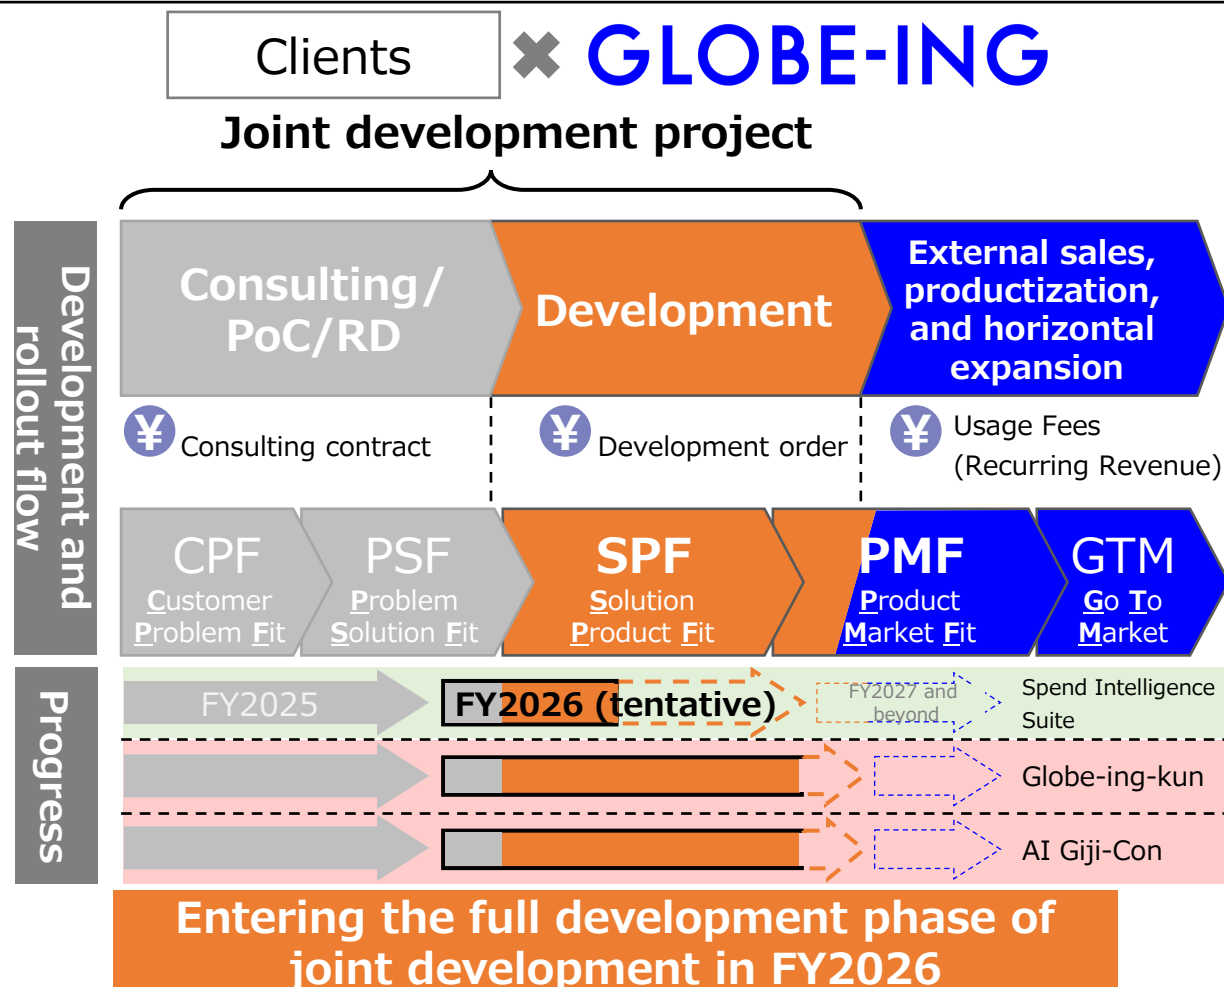 Clients
✖
GLOBE-ING
Joint development project
Development and
rollout flow
Consulting/
PoC/RD
Development
External sales,
productization,
and horizontal
expansion
¥ Consulting contract
¥ Development order
¥ Usage Fees
(Recurring Revenue)
CPF
Customer
Problem Fit
PSF
Problem
Solution Fit
SPF
Solution
Product Fit
PMF
Product
Market Fit
GTM
Go To
Market
Progress
FY2025
FY2026 (tentative)
FY2027 and
beyond
Spend Intelligence
Suite
Globe-ing-kun
AI Giji-Con
Entering the full development phase of
joint development in FY2026